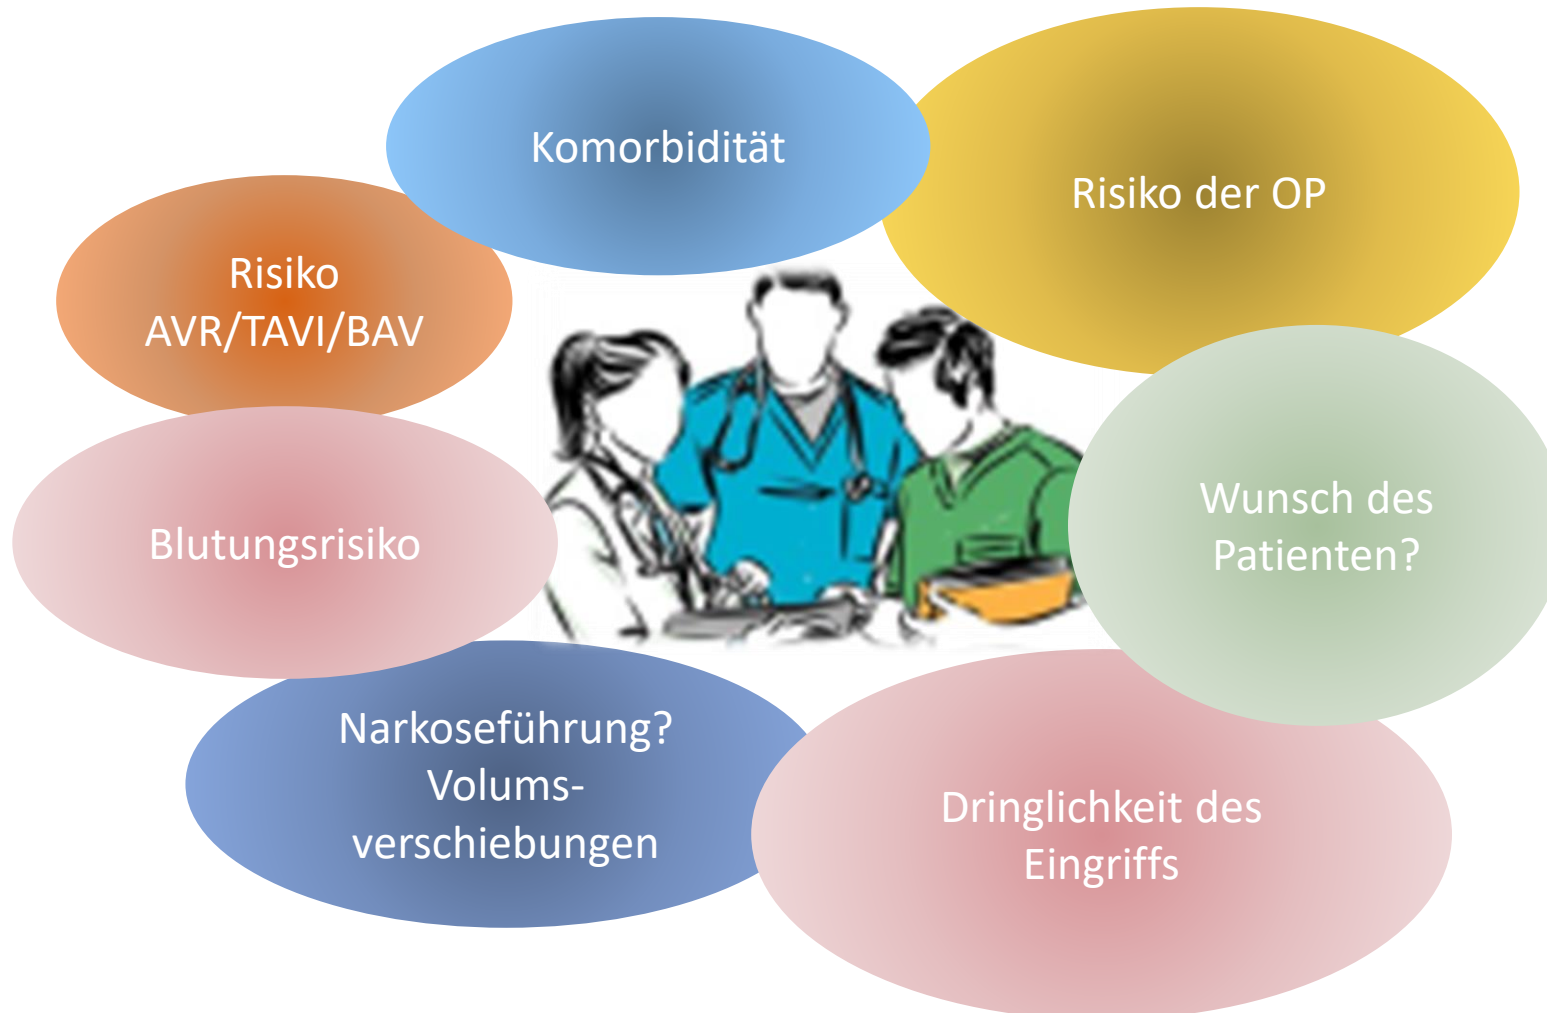 Komorbidität
Risiko der OP
Risiko
AVR/TAVI/BAV
Blutungsrisiko
Wunsch des
Patienten?
Narkoseführung?
Volums-
verschiebungen
Dringlichkeit des
Eingriffs